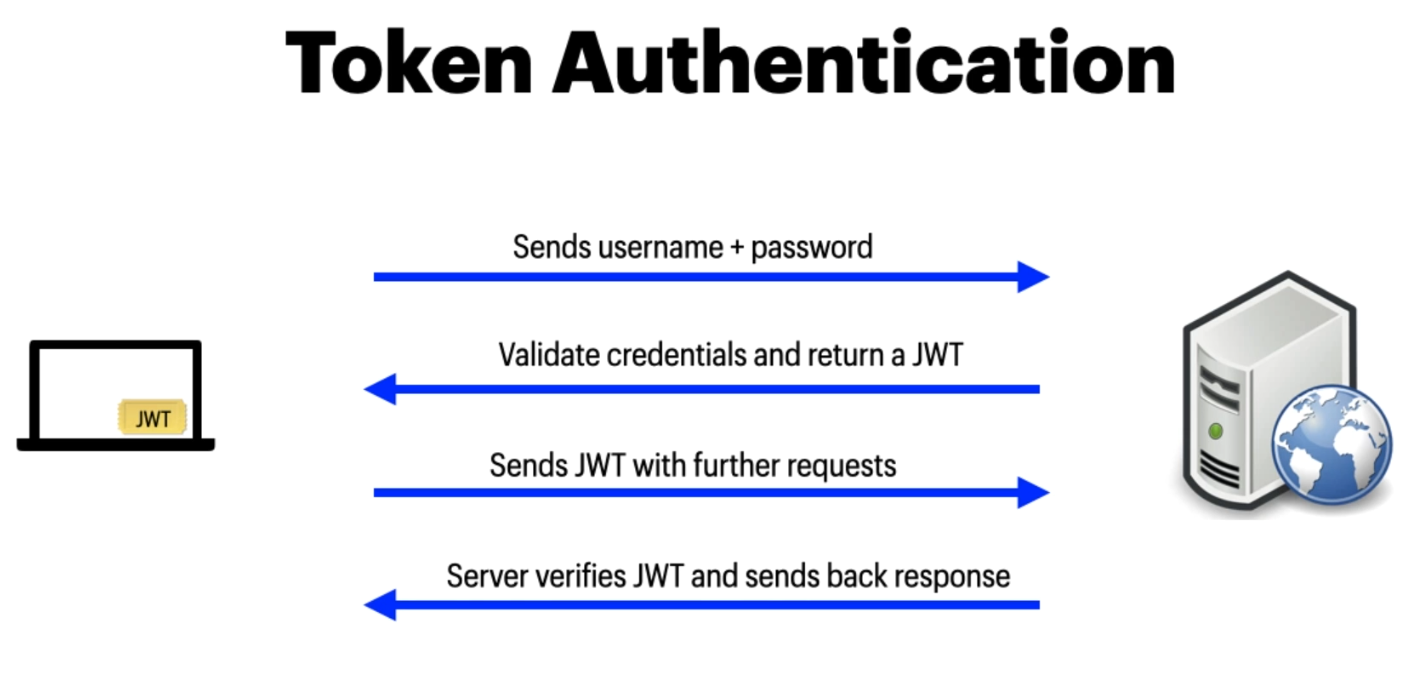 Token Authentication
Sends username + password
Validate credentials and return a JWT
JWT
Sends JWT with further requests
Server verifies JWT and sends back response